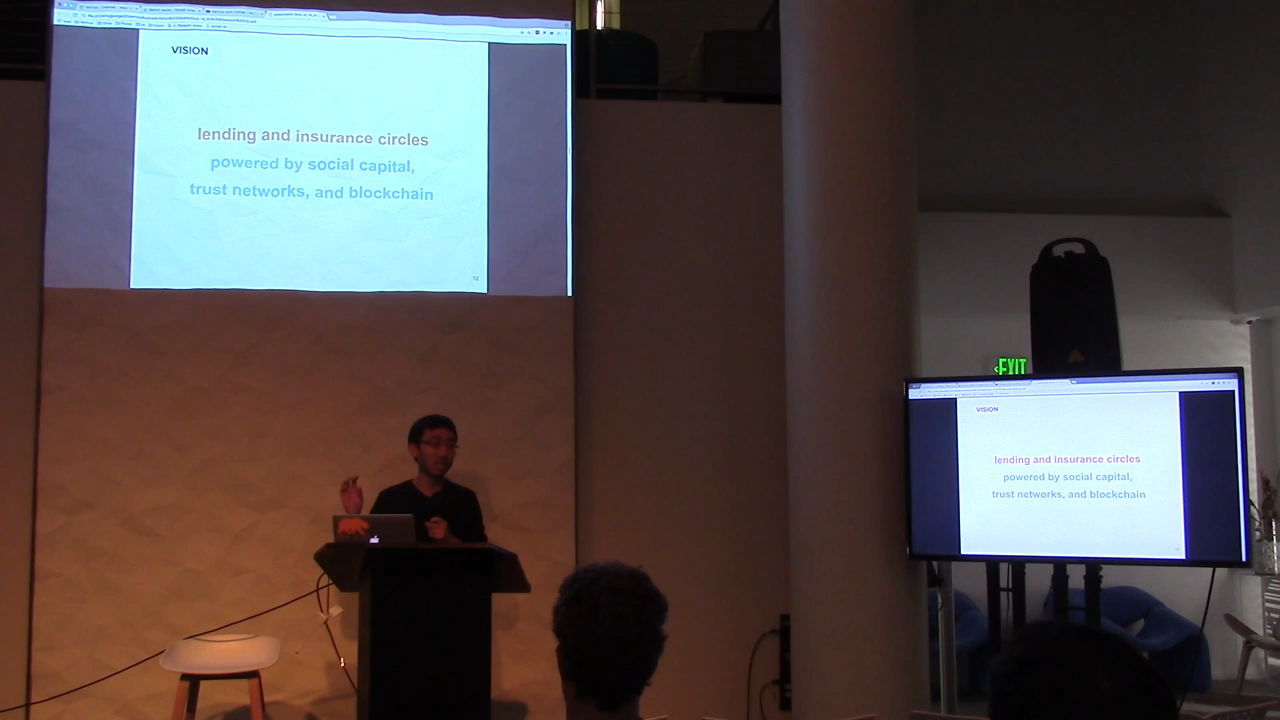 VISION
lending and insurance circles
powered by social capital,
trust networks, and blockchain
12
EXIT
VISION
lending and insurance circles
powered by social capital,
trust networks, and blockchain